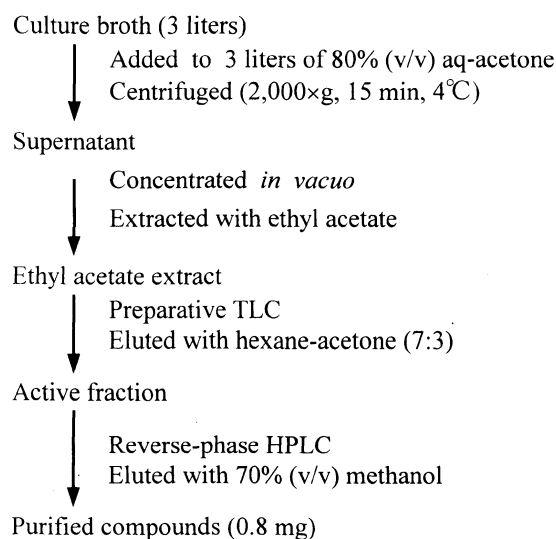 Culture broth (3 liters)
Added to 3 liters of 80% (v/v) aq-acetone
Centrifuged (2,000×g, 15 min, 4℃)
Supernatant
Concentrated in vacuo
Extracted with ethyl acetate
Ethyl acetate extract
Preparative TLC
Eluted with hexane-acetone (7:3)
Active fraction
Reverse-phase HPLC
Eluted with 70% (v/v) methanol
Purified compounds (0.8 mg)